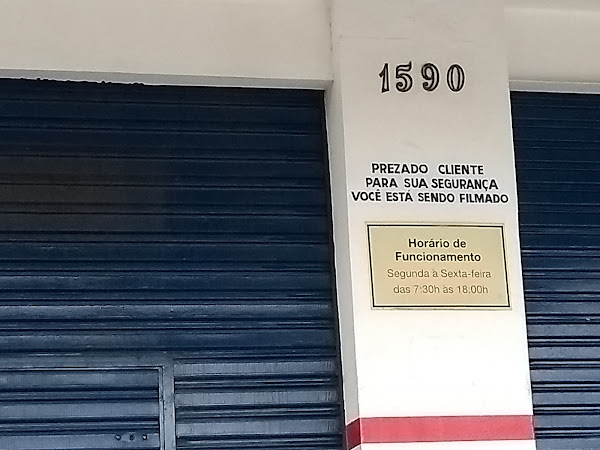 1590
PREZADO CLIENTE
PARA SUA SEGURANÇA
VOCÊ ESTÁ SENDO FILMADO
Horário de
Funcionamento
Segunda à Sexta-feira
das 7:30h às 18:00h